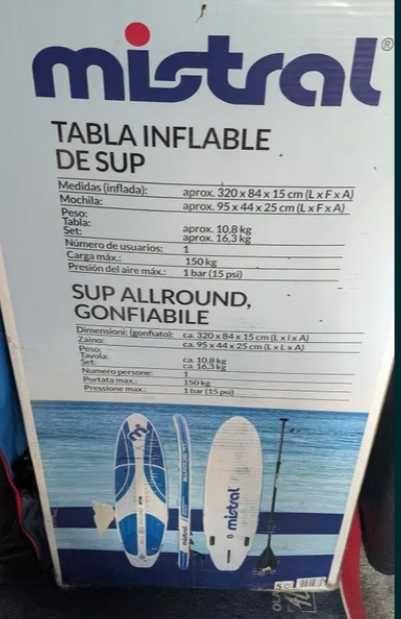 mistral®
TABLA INFLABLE
DE SUP
Medidas (inflada): aprox. 320 x 84 x 15 cm (L x F x A)
Mochila: aprox. 95 x 44 x 25 cm (L x F x A)
Peso:
Tabla: aprox. 10,8 kg
Set: aprox. 16,3 kg
Número de usuarios: 1
Carga máx.: 150 kg
Presión del aire máx.: 1 bar (15 psi)
SUP ALLROUND,
GONFIABILE
Dimensioni: (gonfiato): ca. 320 x 84 x 15 cm (L x l x A)
Zaino: ca. 95 x 44 x 25 cm (L x L x A)
Peso:
Tavola: ca. 10,8 kg
Set: ca. 16,3 kg
Numero persone: 1
Portata max.: 150 kg
Pressione max.: 1 bar (15 psi)
mistral
mistral
mistral